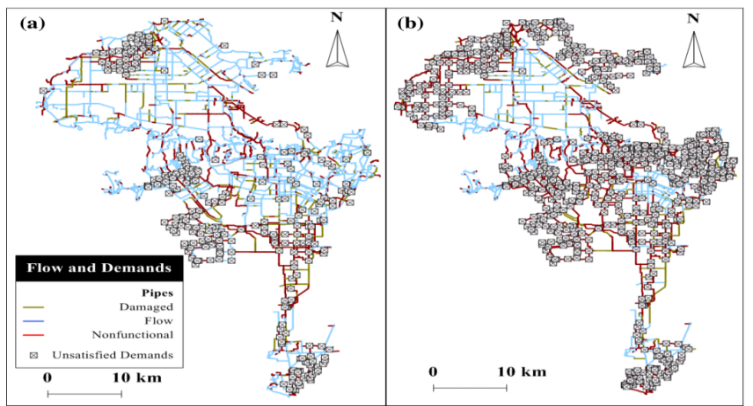 (a)
N
Flow and Demands
Pipes
Damaged
Flow
Nonfunctional
Unsatisfied Demands
0 10 km
(b)
N
0 10 km